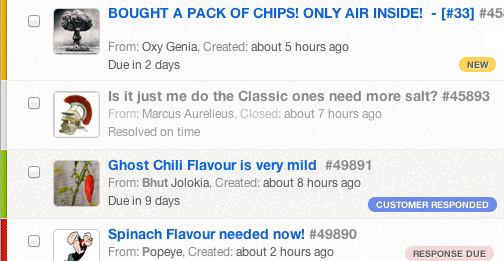 BOUGHT A PACK OF CHIPS! ONLY AIR INSIDE! - [#33] #45
From: Oxy Genia, Created: about 5 hours ago
Due in 2 days
NEW
Is it just me do the Classic ones need more salt? #45893
From: Marcus Aurelieus, Closed: about 7 hours ago
Resolved on time
Ghost Chili Flavour is very mild #49891
From: Bhut Jolokia, Created: about 8 hours ago
Due in 9 days
CUSTOMER RESPONDED
Spinach Flavour needed now! #49890
From: Popeye, Created: about 2 hours ago
RESPONSE DUE